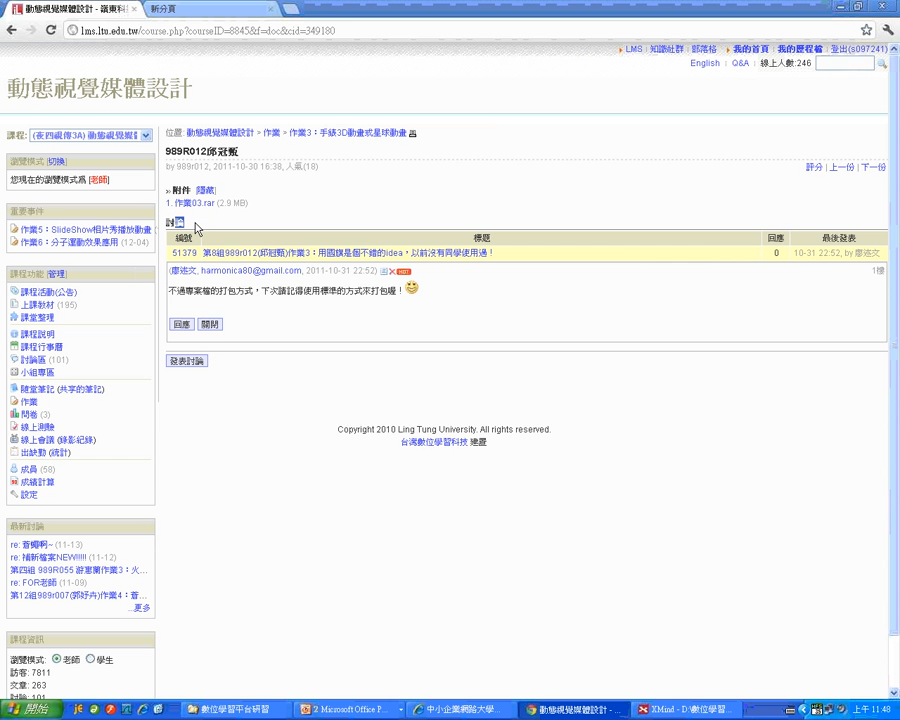 動態視覺媒體設計 - 嶺東科
新分頁
lms.ltu.edu.tw/course.php?courseID=8845&f=doc&cid=349180
LMS | 知識社群 | 部落格 我的首頁 | 我的歷程檔 | 登出(s097241)
English | Q&A | 線上人數:246
動態視覺媒體設計
課程: (夜四視傳3A) 動態視覺媒
位置: 動態視覺媒體設計 > 作業 > 作業3：手錶3D動畫或星球動畫
989R012邱冠甄
瀏覽模式 [切換]
by 989r012, 2011-10-30 16:38, 人氣(18)
評分 | 上一份 | 下一份
您現在的瀏覽模式為 [老師]
» 附件 [隱藏]
1. 作業03.rar (2.9 MB)
重要事件
討論
作業5：SlideShow相片秀播放動畫
作業6：分子運動效果應用 (12-04)
編號 標題 回應 最後發表
51379 第8組989r012(邱冠甄)作業3：用國旗是個不錯的idea，以前沒有同學使用過！ 0 10-31 22:52, by 廖述文
(廖述文, harmonica80@gmail.com, 2011-10-31 22:52) HOT 1樓
不過專案檔的打包方式，下次請記得使用標準的方式來打包喔！
回應 關閉
發表討論
課程功能 [管理]
課程活動(公告)
上課教材 (195)
課堂整理
課程說明
課程行事曆
討論區 (101)
小組專區
隨堂筆記 (共享的筆記)
作業
問卷 (3)
線上測驗
線上會議 (錄影紀錄)
出缺勤 (統計)
成員 (58)
成績計算
設定
Copyright 2010 Ling Tung University. All rights reserved.
台灣數位學習科技 建置
最新討論
re: 蒼蠅啊~ (11-13)
re: 補新檔案NEW!!!!! (11-12)
第四組 989R055 游惠蘭作業3：火...
re: FOR老師 (11-09)
第12組989r007(郭妤卉)作業4：蒼...
...更多
課程資訊
瀏覽模式: 老師 學生
訪客: 7811
文章: 263
討論: 101
開始
數位學習平台研習
2 Microsoft Office P...
中小企業網路大學...
動態視覺媒體設計 -...
XMind - D:\數位學習...
上午 11:48